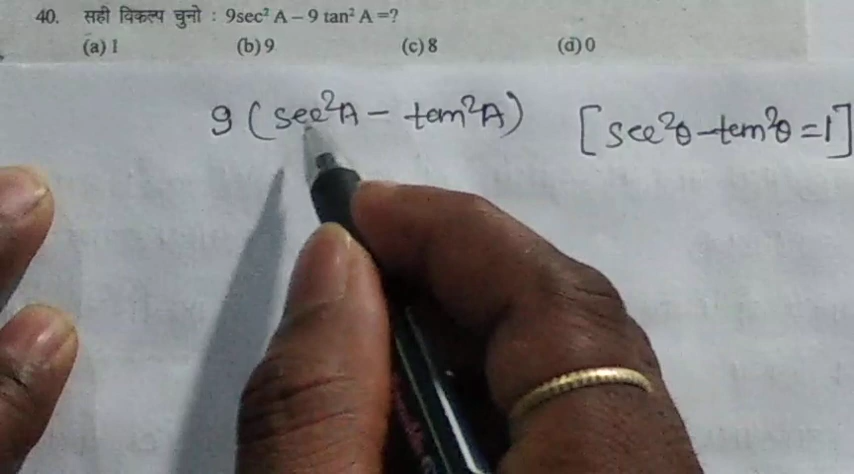 40. सही विकल्प चुनो : 9sec² A – 9 tan² A =?
(a) 1 (b) 9 (c) 8 (d) 0
9 (sec²A – tan²A) [sec²θ – tan²θ = 1]